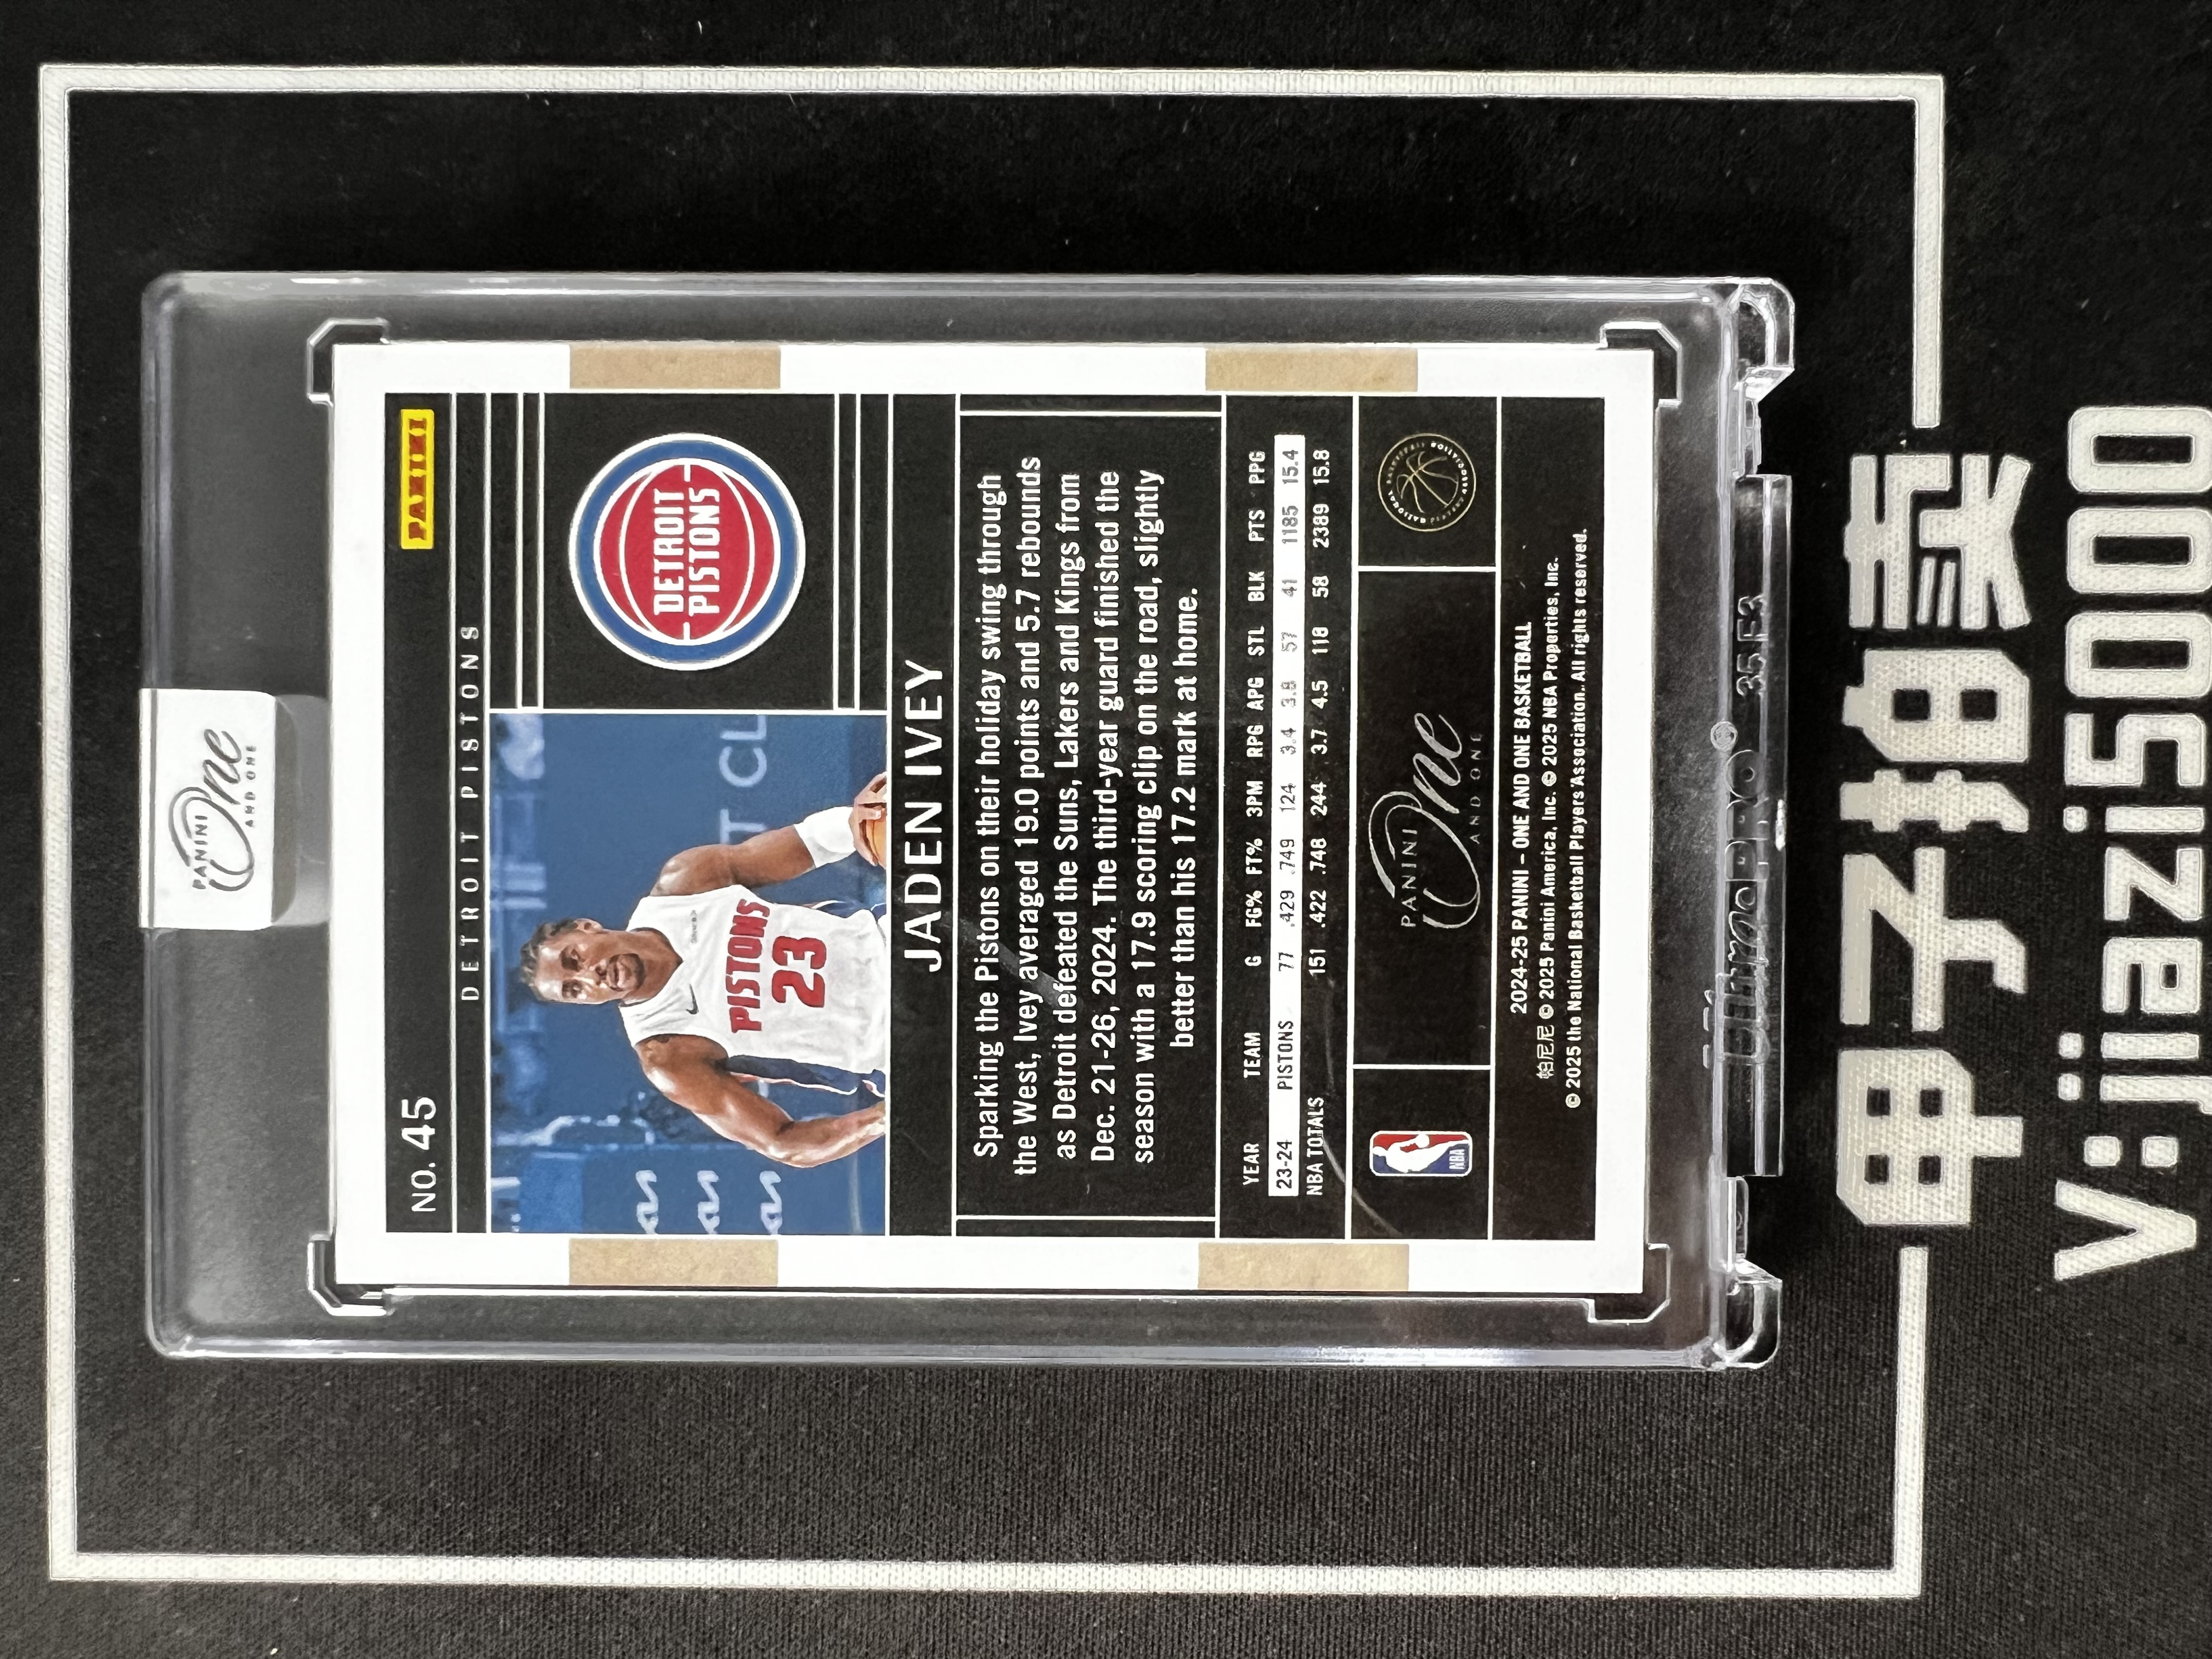 PANINI
One
AND ONE
NO. 45
PANINI
DETROIT PISTONS
DETROIT
PISTONS
PISTONS
23
JADEN IVEY
Sparking the Pistons on their holiday swing through
the West, Ivey averaged 19.0 points and 5.7 rebounds
as Detroit defeated the Suns, Lakers and Kings from
Dec. 21-26, 2024. The third-year guard finished the
season with a 17.9 scoring clip on the road, slightly
better than his 17.2 mark at home.
YEAR TEAM G FG% FT% 3PM RPG APG STL BLK PTS PPG
23-24 PISTONS 77 .429 .749 124 3.4 3.8 57 41 1185 15.4
NBA TOTALS 151 .422 .748 244 3.7 4.5 118 58 2389 15.8
NBA
PANINI
One
AND ONE
2024-25 PANINI – ONE AND ONE BASKETBALL
帕尼尼 © 2025 Panini America, Inc. © 2025 NBA Properties, Inc.
© 2025 the National Basketball Players Association. All rights reserved.
UltraPRO® 35 E3
甲子拍卖
v:jiazi5000